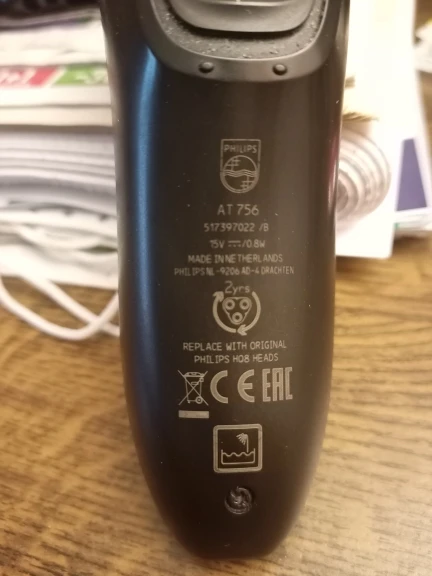 PHILIPS
AT 756
517397022 /B
15V ⎓/0.8W
MADE IN NETHERLANDS
PHILIPS NL-9206 AD-4 DRACHTEN
2yrs
REPLACE WITH ORIGINAL
PHILIPS HQ8 HEADS
CE EAC